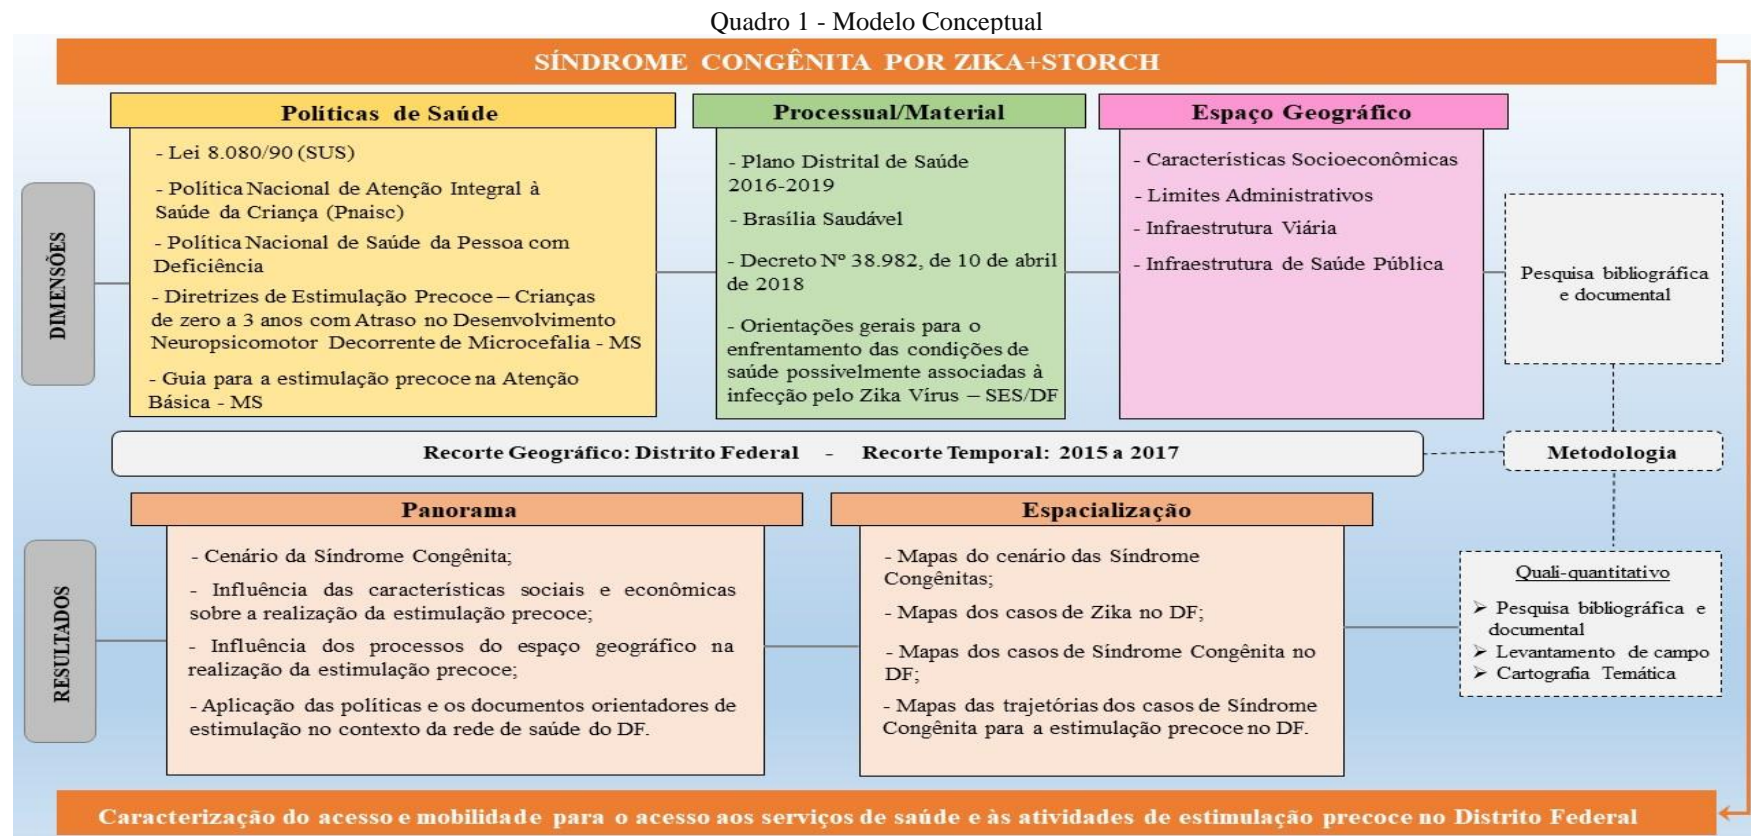 Quadro 1 - Modelo Conceptual
SÍNDROME CONGÊNITA POR ZIKA+STORCH
DIMENSÕES
Políticas de Saúde
- Lei 8.080/90 (SUS)
- Política Nacional de Atenção Integral à
Saúde da Criança (Pnaisc)
- Política Nacional de Saúde da Pessoa com
Deficiência
- Diretrizes de Estimulação Precoce – Crianças
de zero a 3 anos com Atraso no Desenvolvimento
Neuropsicomotor Decorrente de Microcefalia - MS
- Guia para a estimulação precoce na Atenção
Básica - MS
Processual/Material
- Plano Distrital de Saúde
2016-2019
- Brasília Saudável
- Decreto Nº 38.982, de 10 de abril
de 2018
- Orientações gerais para o
enfrentamento das condições de
saúde possivelmente associadas à
infecção pelo Zika Vírus – SES/DF
Espaço Geográfico
- Características Socioeconômicas
- Limites Administrativos
- Infraestrutura Viária
- Infraestrutura de Saúde Pública
Pesquisa bibliográfica
e documental
Recorte Geográfico: Distrito Federal - Recorte Temporal: 2015 a 2017
Metodologia
RESULTADOS
Panorama
- Cenário da Síndrome Congênita;
- Influência das características sociais e econômicas
sobre a realização da estimulação precoce;
- Influência dos processos do espaço geográfico na
realização da estimulação precoce;
- Aplicação das políticas e os documentos orientadores de
estimulação no contexto da rede de saúde do DF.
Espacialização
- Mapas do cenário das Síndrome
Congênitas;
- Mapas dos casos de Zika no DF;
- Mapas dos casos de Síndrome Congênita no
DF;
- Mapas das trajetórias dos casos de Síndrome
Congênita para a estimulação precoce no DF.
Quali-quantitativo
➢ Pesquisa bibliográfica e
documental
➢ Levantamento de campo
➢ Cartografia Temática
Caracterização do acesso e mobilidade para o acesso aos serviços de saúde e às atividades de estimulação precoce no Distrito Federal